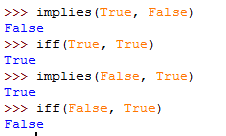 >>> implies(True, False)
False
>>> iff(True, True)
True
>>> implies(False, True)
True
>>> iff(False, True)
False